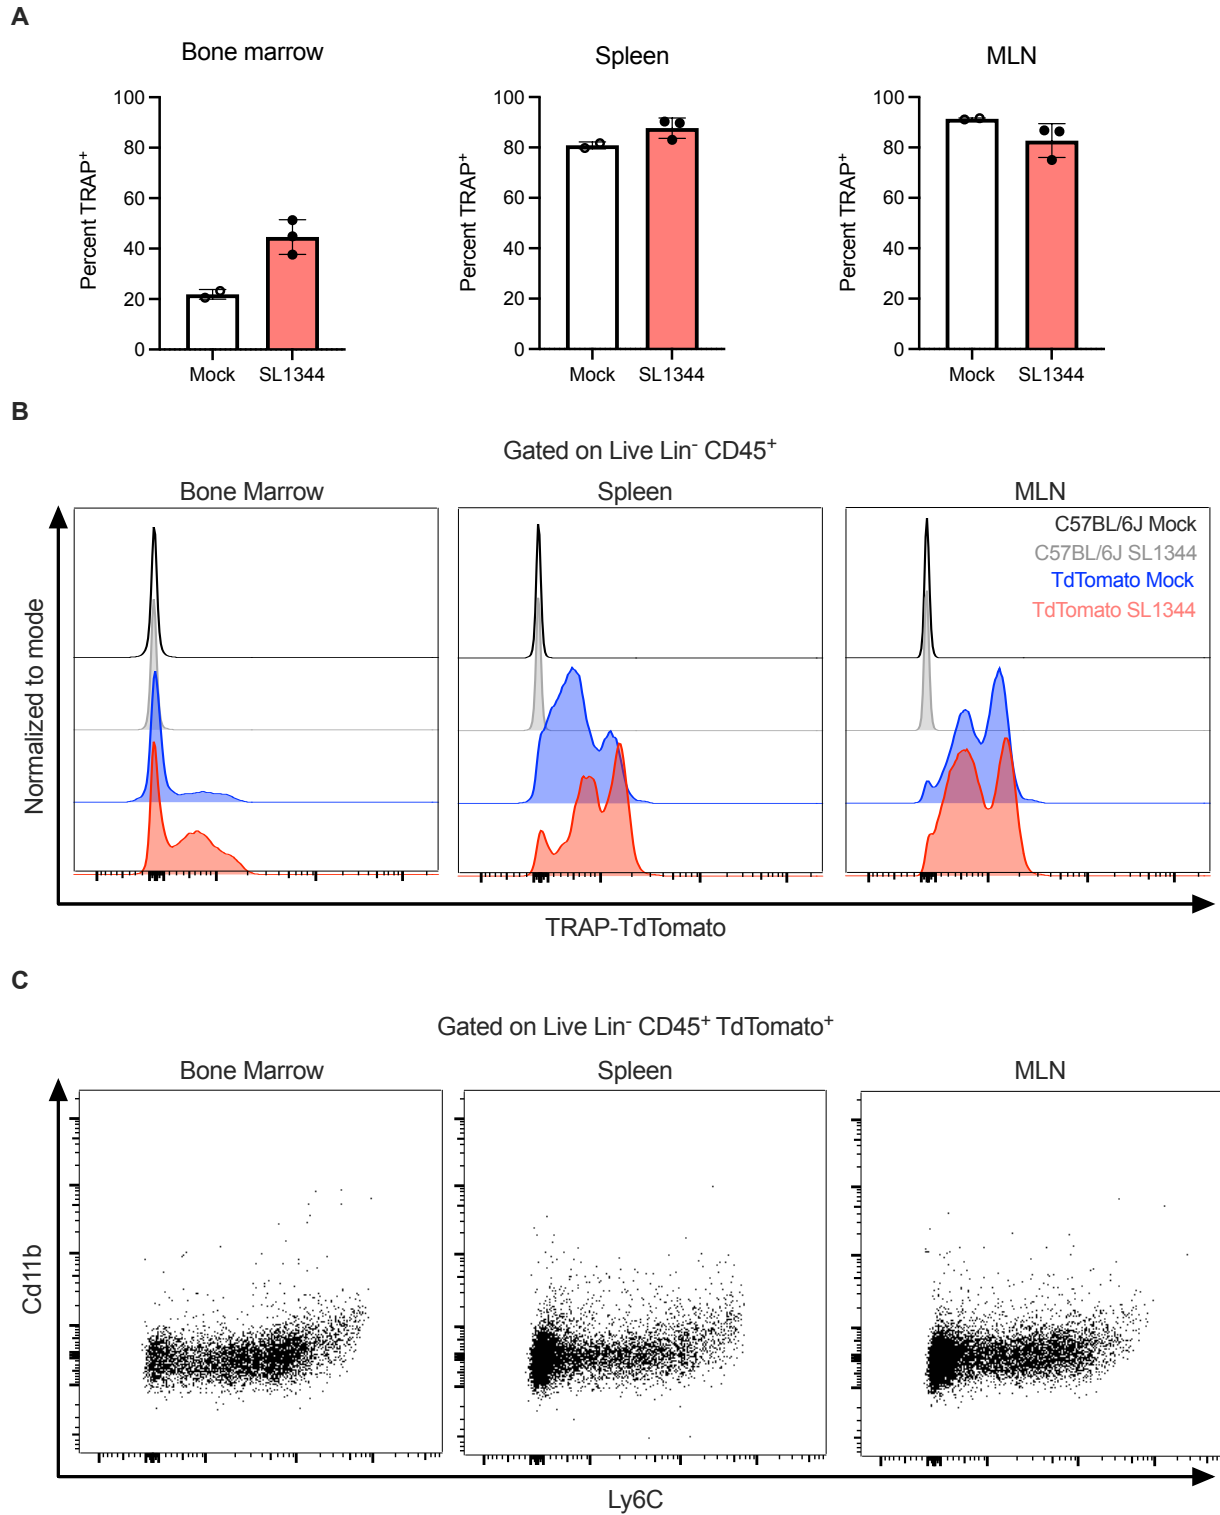 A
Bone marrow
Spleen
MLN
Percent TRAP+
100
80
60
40
20
0
Mock
SL1344
Percent TRAP+
100
80
60
40
20
0
Mock
SL1344
Percent TRAP+
100
80
60
40
20
0
Mock
SL1344
B
Gated on Live Lin- CD45+
Bone Marrow
Spleen
MLN
C57BL/6J Mock
C57BL/6J SL1344
TdTomato Mock
TdTomato SL1344
Normalized to mode
TRAP-TdTomato
C
Gated on Live Lin- CD45+ TdTomato+
Bone Marrow
Spleen
MLN
Cd11b
Ly6C